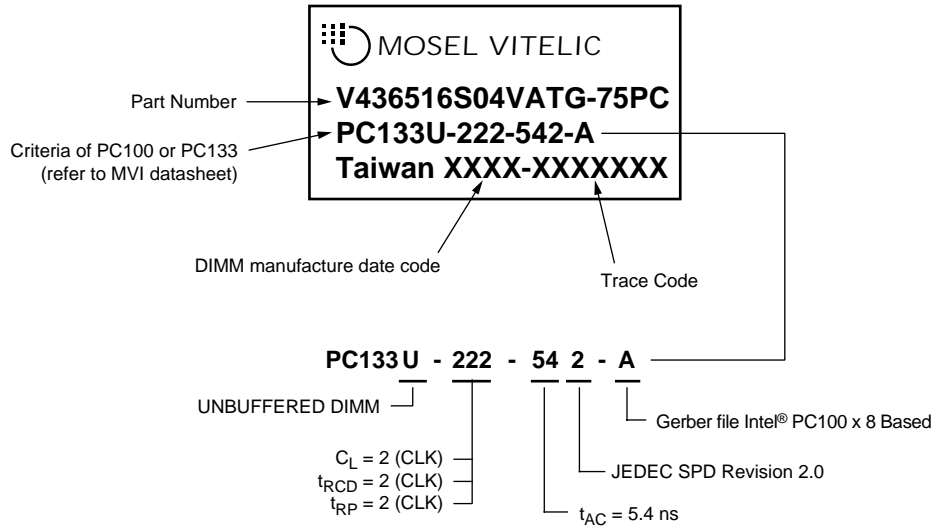 MOSEL VITELIC
Part Number
V436516S04VATG-75PC
Criteria of PC100 or PC133
(refer to MVI datasheet)
PC133U-222-542-A
Taiwan XXXX-XXXXXXX
DIMM manufacture date code
Trace Code
PC133 U - 222 - 54 2 - A
UNBUFFERED DIMM
Gerber file Intel® PC100 x 8 Based
CL = 2 (CLK)
tRCD = 2 (CLK)
tRP = 2 (CLK)
JEDEC SPD Revision 2.0
tAC = 5.4 ns